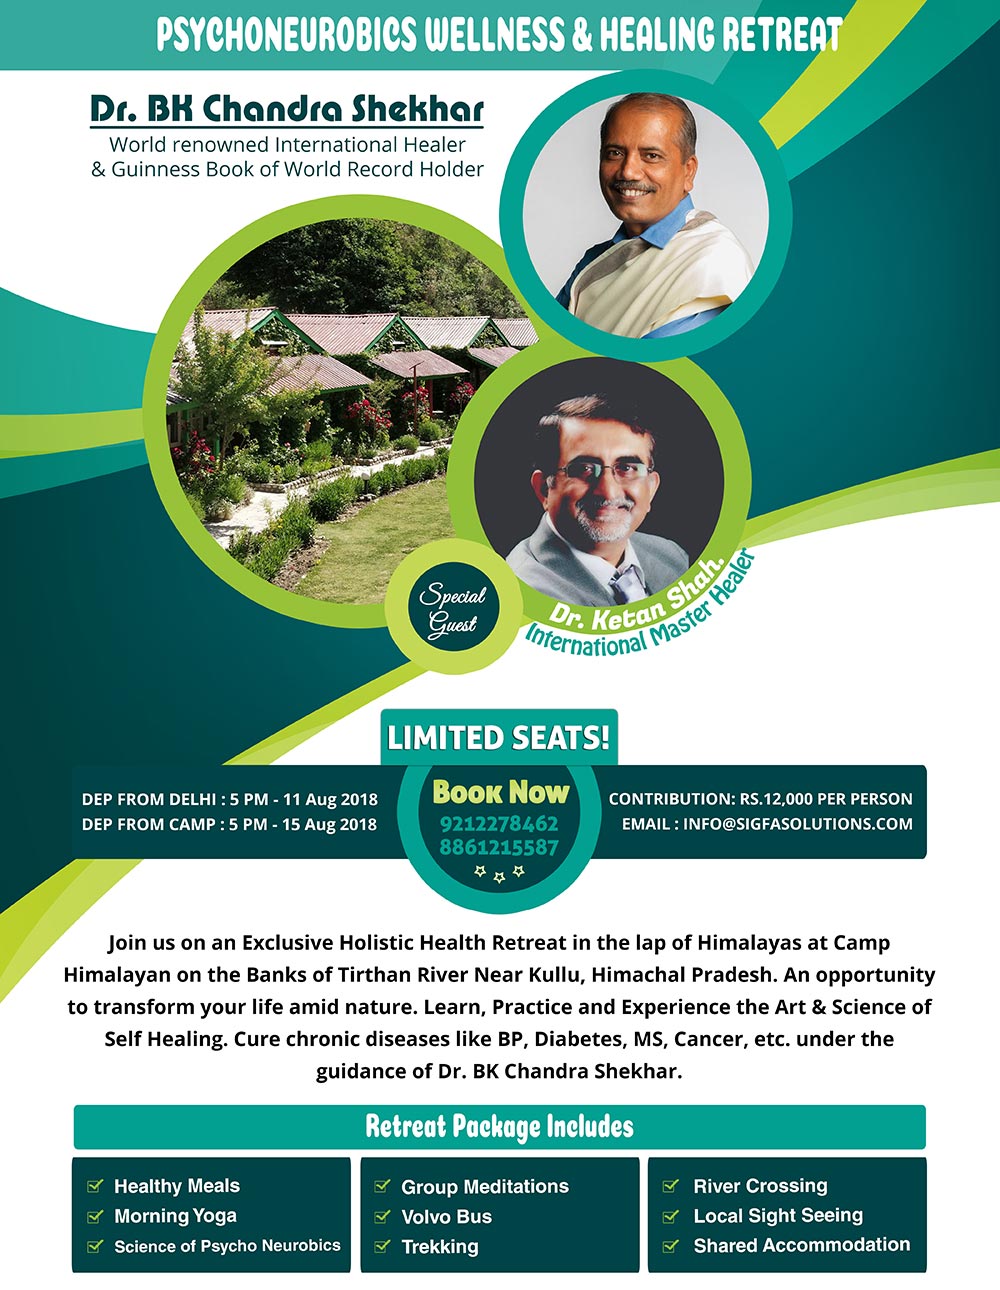 PSYCHONEUROBICS WELLNESS & HEALING RETREAT
Dr. BK Chandra Shekhar
World renowned International Healer
& Guinness Book of World Record Holder
Special
Guest
Dr. Ketan Shah.
International Master Healer
LIMITED SEATS!
DEP FROM DELHI : 5 PM - 11 Aug 2018
DEP FROM CAMP : 5 PM - 15 Aug 2018
Book Now
9212278462
8861215587
CONTRIBUTION: RS.12,000 PER PERSON
EMAIL : INFO@SIGFASOLUTIONS.COM
Join us on an Exclusive Holistic Health Retreat in the lap of Himalayas at Camp
Himalayan on the Banks of Tirthan River Near Kullu, Himachal Pradesh. An opportunity
to transform your life amid nature. Learn, Practice and Experience the Art & Science of
Self Healing. Cure chronic diseases like BP, Diabetes, MS, Cancer, etc. under the
guidance of Dr. BK Chandra Shekhar.
Retreat Package Includes
Healthy Meals
Morning Yoga
Science of Psycho Neurobics
Group Meditations
Volvo Bus
Trekking
River Crossing
Local Sight Seeing
Shared Accommodation